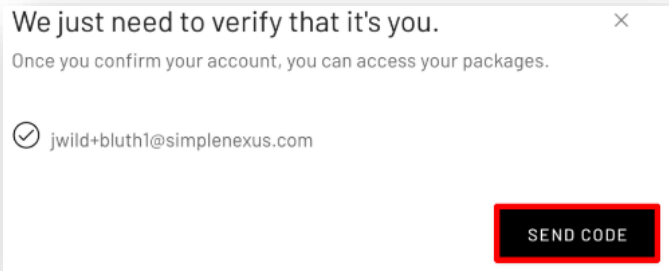 We just need to verify that it's you.
Once you confirm your account, you can access your packages.
jwild+bluth1@simplenexus.com
SEND CODE